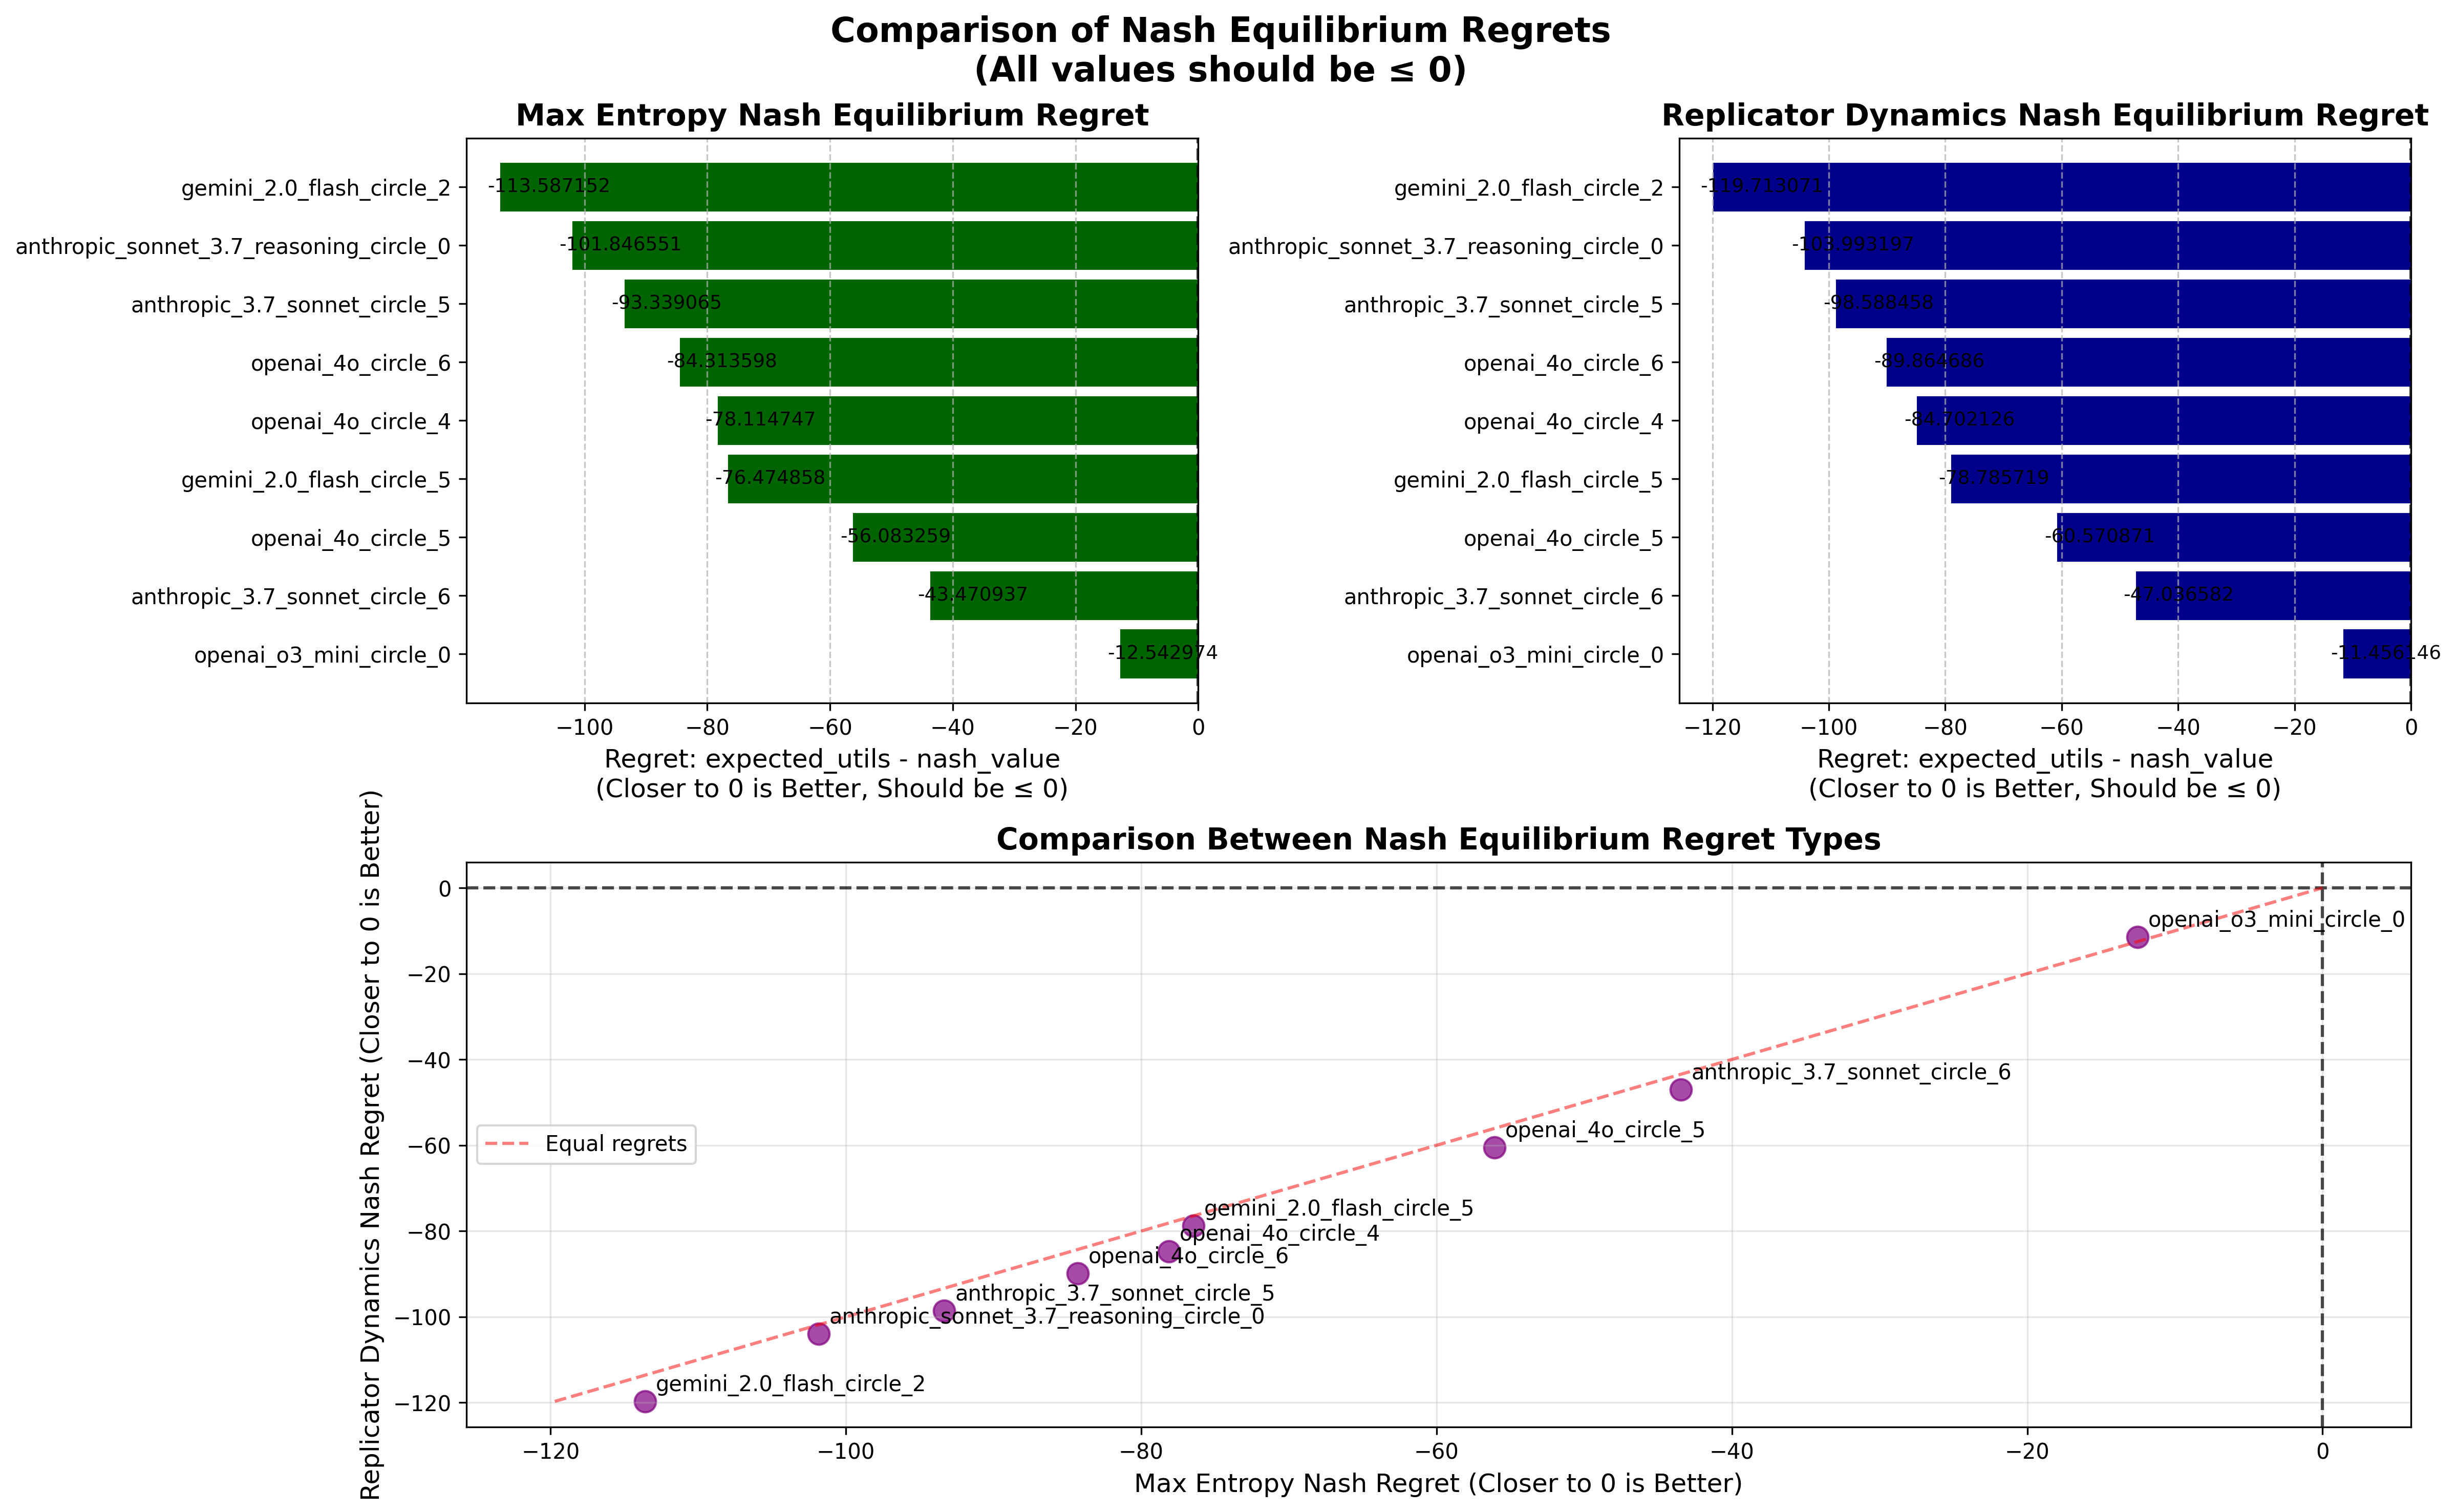 Comparison of Nash Equilibrium Regrets
(All values should be ≤ 0)
Max Entropy Nash Equilibrium Regret
gemini_2.0_flash_circle_2
-113.587152
anthropic_sonnet_3.7_reasoning_circle_0
-101.846551
anthropic_3.7_sonnet_circle_5
-93.339065
openai_4o_circle_6
-84.313598
openai_4o_circle_4
-78.114747
gemini_2.0_flash_circle_5
-76.474858
openai_4o_circle_5
-56.083259
anthropic_3.7_sonnet_circle_6
-43.470937
openai_o3_mini_circle_0
-12.542974
−100 −80 −60 −40 −20 0
Regret: expected_utils - nash_value
(Closer to 0 is Better, Should be ≤ 0)
Replicator Dynamics Nash Equilibrium Regret
gemini_2.0_flash_circle_2
-119.713071
anthropic_sonnet_3.7_reasoning_circle_0
-103.993197
anthropic_3.7_sonnet_circle_5
-98.588458
openai_4o_circle_6
-89.864686
openai_4o_circle_4
-84.702126
gemini_2.0_flash_circle_5
-78.785719
openai_4o_circle_5
-60.570871
anthropic_3.7_sonnet_circle_6
-47.036582
openai_o3_mini_circle_0
-11.456146
−120 −100 −80 −60 −40 −20 0
Regret: expected_utils - nash_value
(Closer to 0 is Better, Should be ≤ 0)
Comparison Between Nash Equilibrium Regret Types
Replicator Dynamics Nash Regret (Closer to 0 is Better)
0
−20
−40
−60
−80
−100
−120
openai_o3_mini_circle_0
anthropic_3.7_sonnet_circle_6
openai_4o_circle_5
Equal regrets
gemini_2.0_flash_circle_5
openai_4o_circle_4
openai_4o_circle_6
anthropic_3.7_sonnet_circle_5
anthropic_sonnet_3.7_reasoning_circle_0
gemini_2.0_flash_circle_2
−120 −100 −80 −60 −40 −20 0
Max Entropy Nash Regret (Closer to 0 is Better)